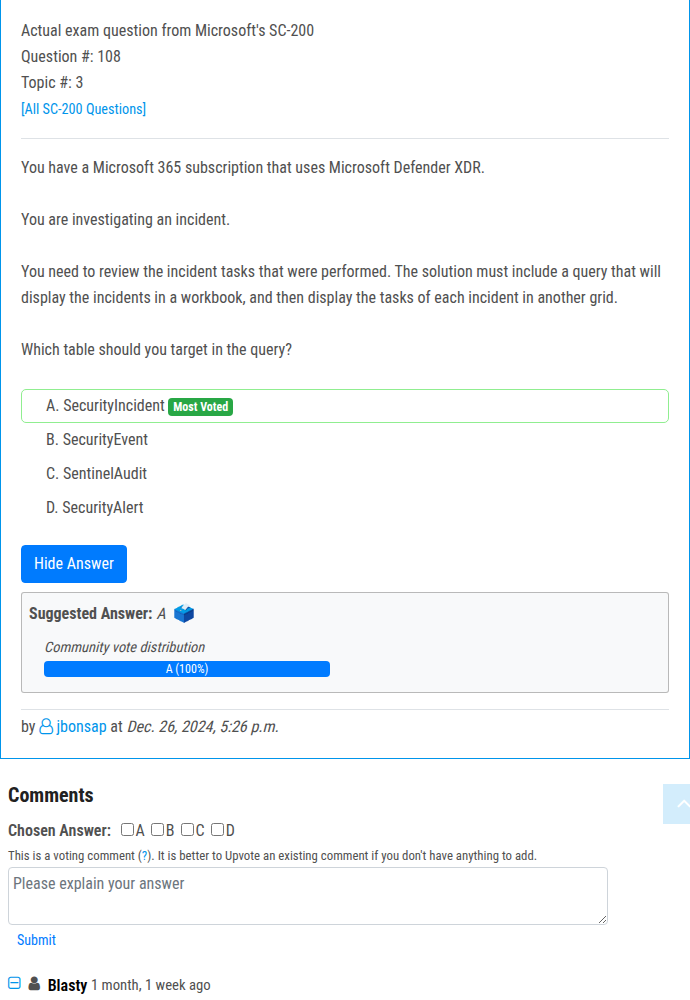 Actual exam question from Microsoft's SC-200
Question #: 108
Topic #: 3
[All SC-200 Questions]
You have a Microsoft 365 subscription that uses Microsoft Defender XDR.
You are investigating an incident.
You need to review the incident tasks that were performed. The solution must include a query that will
display the incidents in a workbook, and then display the tasks of each incident in another grid.
Which table should you target in the query?
A. SecurityIncident Most Voted
B. SecurityEvent
C. SentinelAudit
D. SecurityAlert
Hide Answer
Suggested Answer: A
Community vote distribution
A (100%)
by jbonsap at Dec. 26, 2024, 5:26 p.m.
Comments
Chosen Answer: A B C D
This is a voting comment (?). It is better to Upvote an existing comment if you don't have anything to add.
Please explain your answer
Submit
Blasty 1 month, 1 week ago